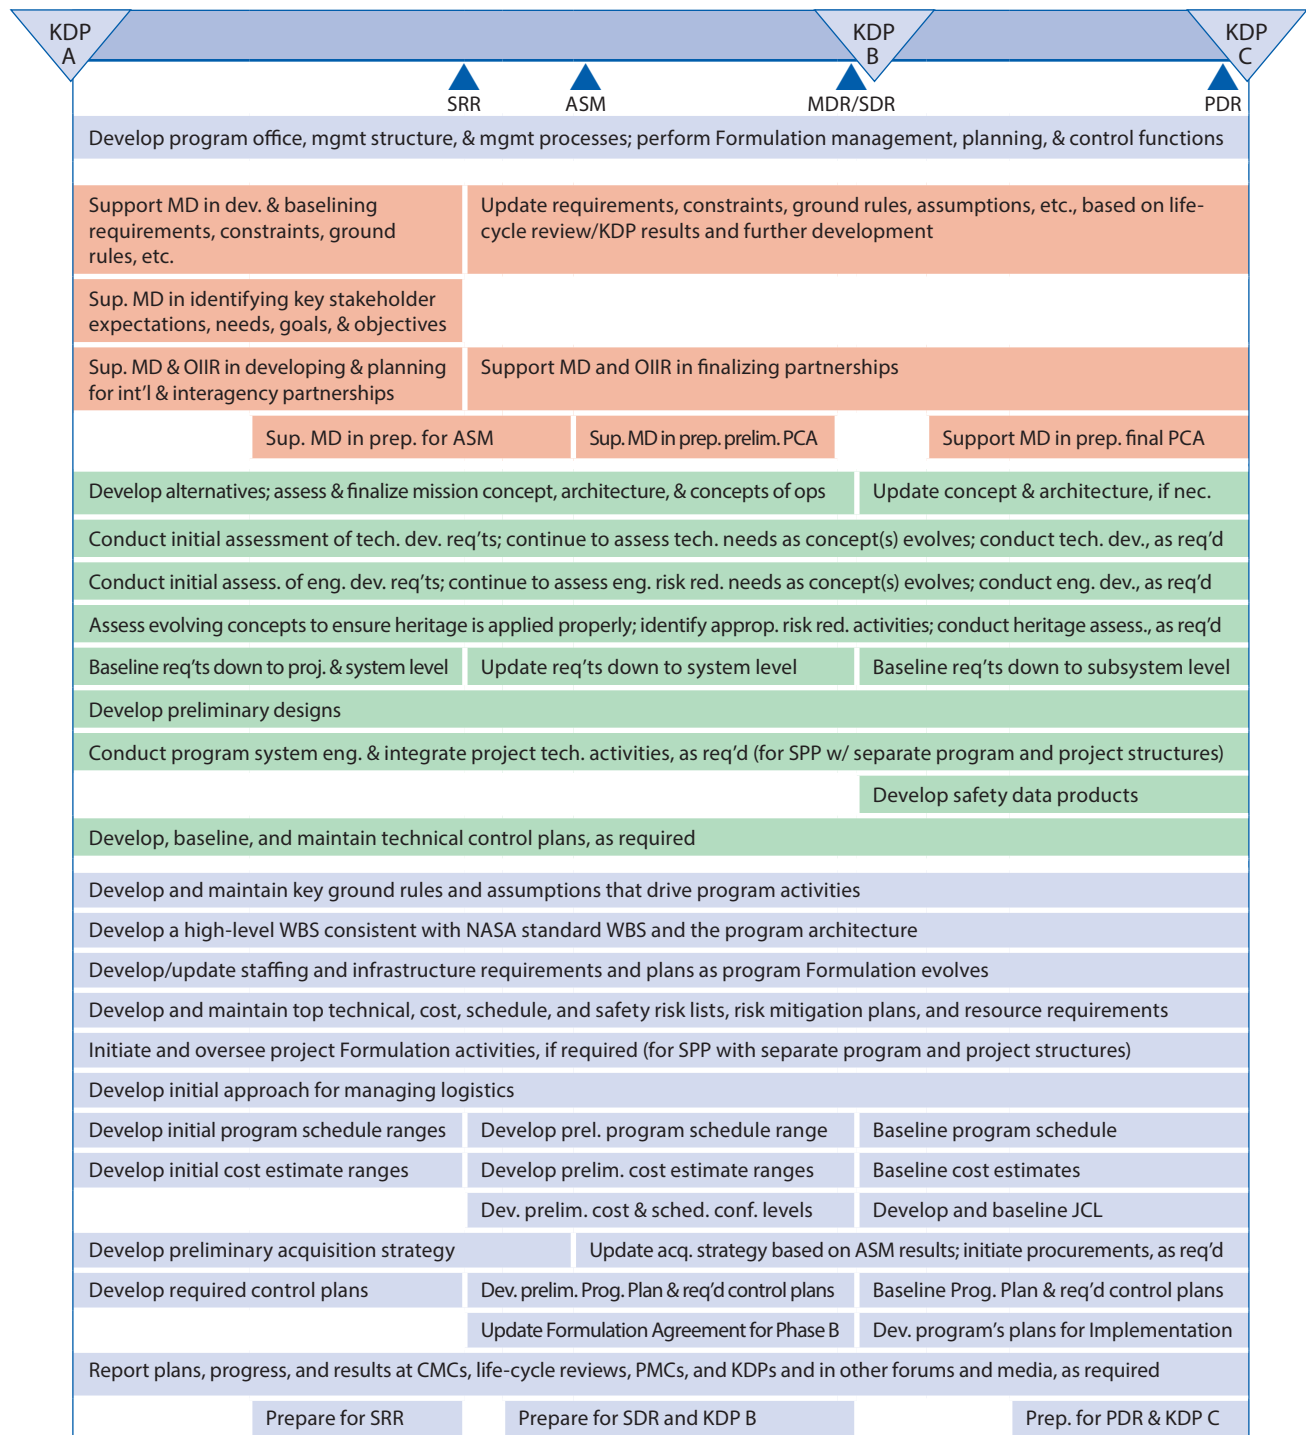 KDP
A
KDP
B
KDP
C
SRR
ASM
MDR/SDR
PDR
Develop program office, mgmt structure, & mgmt processes; perform Formulation management, planning, & control functions
Support MD in dev. & baselining
requirements, constraints, ground
rules, etc.
Update requirements, constraints, ground rules, assumptions, etc., based on life-
cycle review/KDP results and further development
Sup. MD in identifying key stakeholder
expectations, needs, goals, & objectives
Sup. MD & OIIR in developing & planning
for int'l & interagency partnerships
Support MD and OIIR in finalizing partnerships
Sup. MD in prep. for ASM
Sup. MD in prep. prelim. PCA
Support MD in prep. final PCA
Develop alternatives; assess & finalize mission concept, architecture, & concepts of ops
Update concept & architecture, if nec.
Conduct initial assessment of tech. dev. req'ts; continue to assess tech. needs as concept(s) evolves; conduct tech. dev., as req'd
Conduct initial assess. of eng. dev. req'ts; continue to assess eng. risk red. needs as concept(s) evolves; conduct eng. dev., as req'd
Assess evolving concepts to ensure heritage is applied properly; identify approp. risk red. activities; conduct heritage assess., as req'd
Baseline req'ts down to proj. & system level
Update req'ts down to system level
Baseline req'ts down to subsystem level
Develop preliminary designs
Conduct program system eng. & integrate project tech. activities, as req'd (for SPP w/ separate program and project structures)
Develop safety data products
Develop, baseline, and maintain technical control plans, as required
Develop and maintain key ground rules and assumptions that drive program activities
Develop a high-level WBS consistent with NASA standard WBS and the program architecture
Develop/update staffing and infrastructure requirements and plans as program Formulation evolves
Develop and maintain top technical, cost, schedule, and safety risk lists, risk mitigation plans, and resource requirements
Initiate and oversee project Formulation activities, if required (for SPP with separate program and project structures)
Develop initial approach for managing logistics
Develop initial program schedule ranges
Develop prel. program schedule range
Baseline program schedule
Develop initial cost estimate ranges
Develop prelim. cost estimate ranges
Baseline cost estimates
Dev. prelim. cost & sched. conf. levels
Develop and baseline JCL
Develop preliminary acquisition strategy
Update acq. strategy based on ASM results; initiate procurements, as req'd
Develop required control plans
Dev. prelim. Prog. Plan & req'd control plans
Baseline Prog. Plan & req'd control plans
Update Formulation Agreement for Phase B
Dev. program's plans for Implementation
Report plans, progress, and results at CMCs, life-cycle reviews, PMCs, and KDPs and in other forums and media, as required
Prepare for SRR
Prepare for SDR and KDP B
Prep. for PDR & KDP C